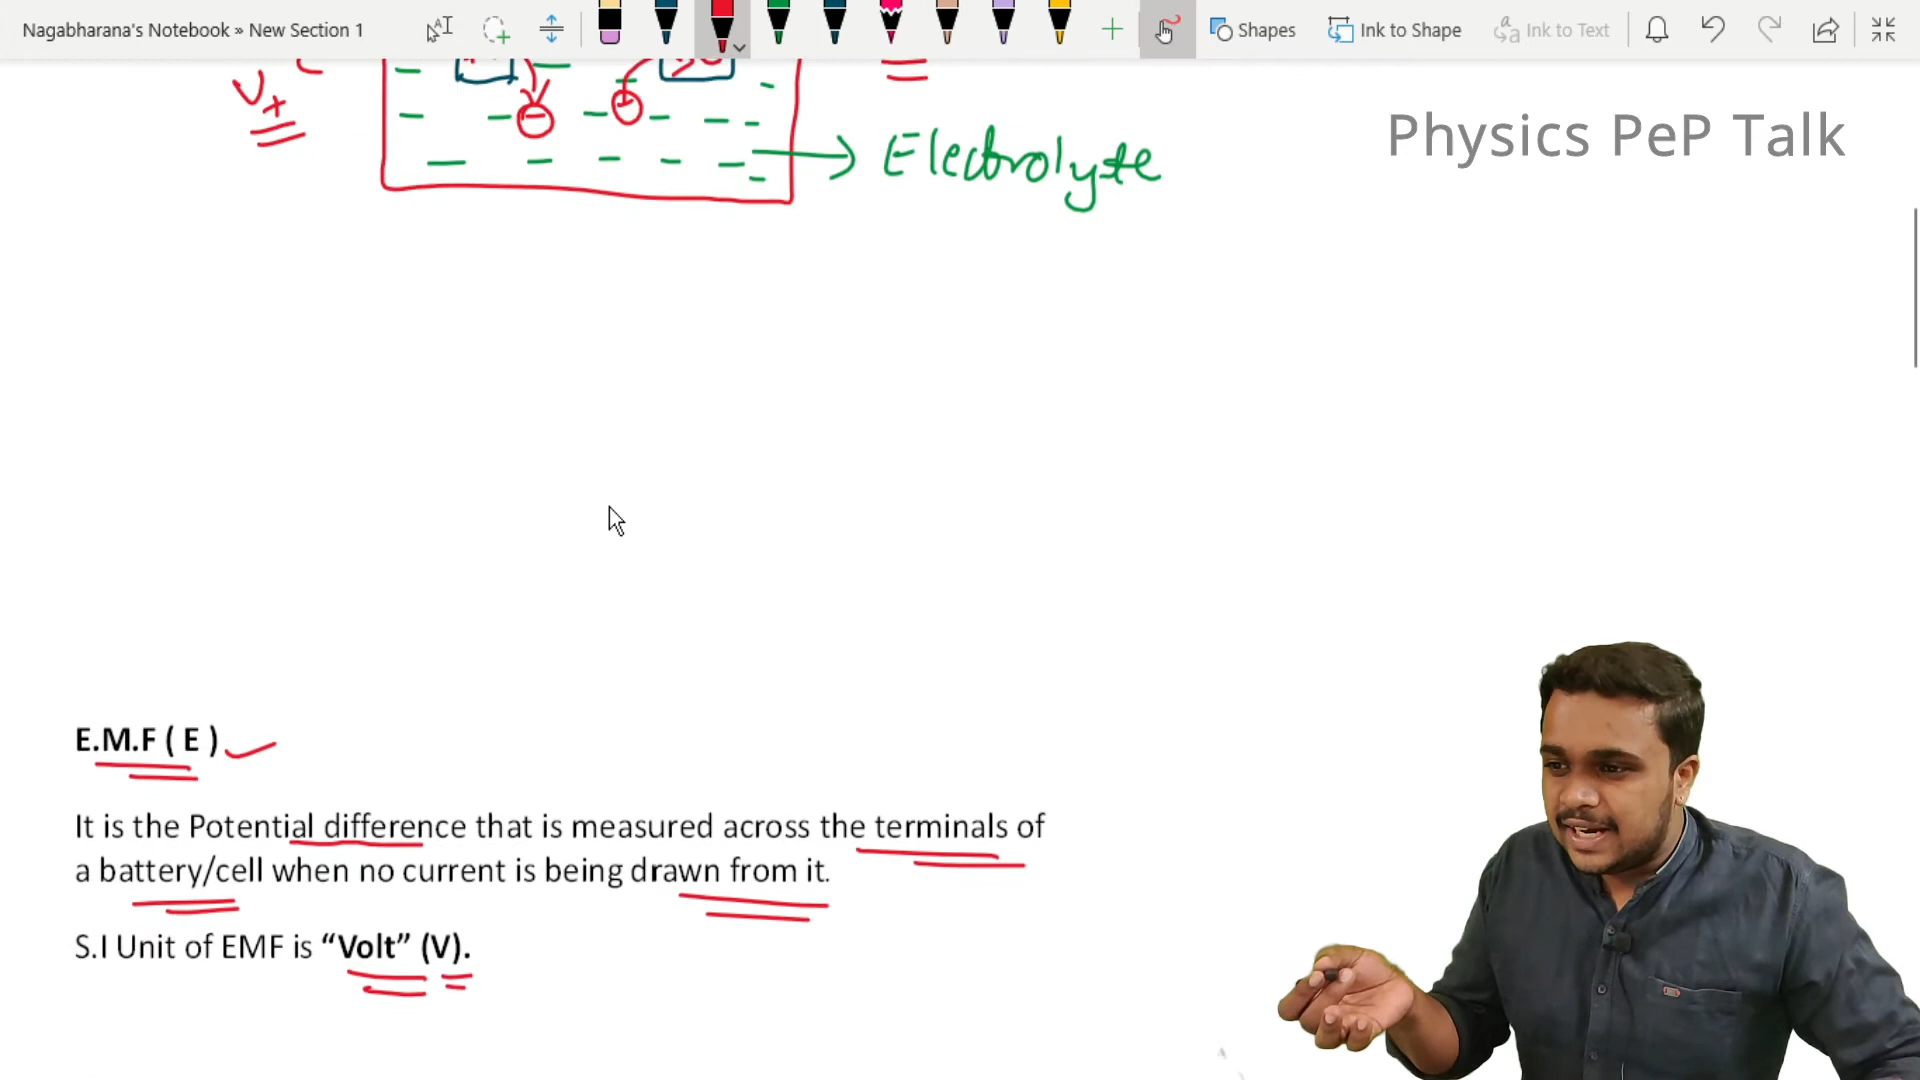 Nagabharana's Notebook » New Section 1
Shapes
Ink to Shape
Ink to Text
V+
Electrolyte
Physics PeP Talk
E.M.F ( E )
It is the Potential difference that is measured across the terminals of
a battery/cell when no current is being drawn from it.
S.I Unit of EMF is “Volt” (V).